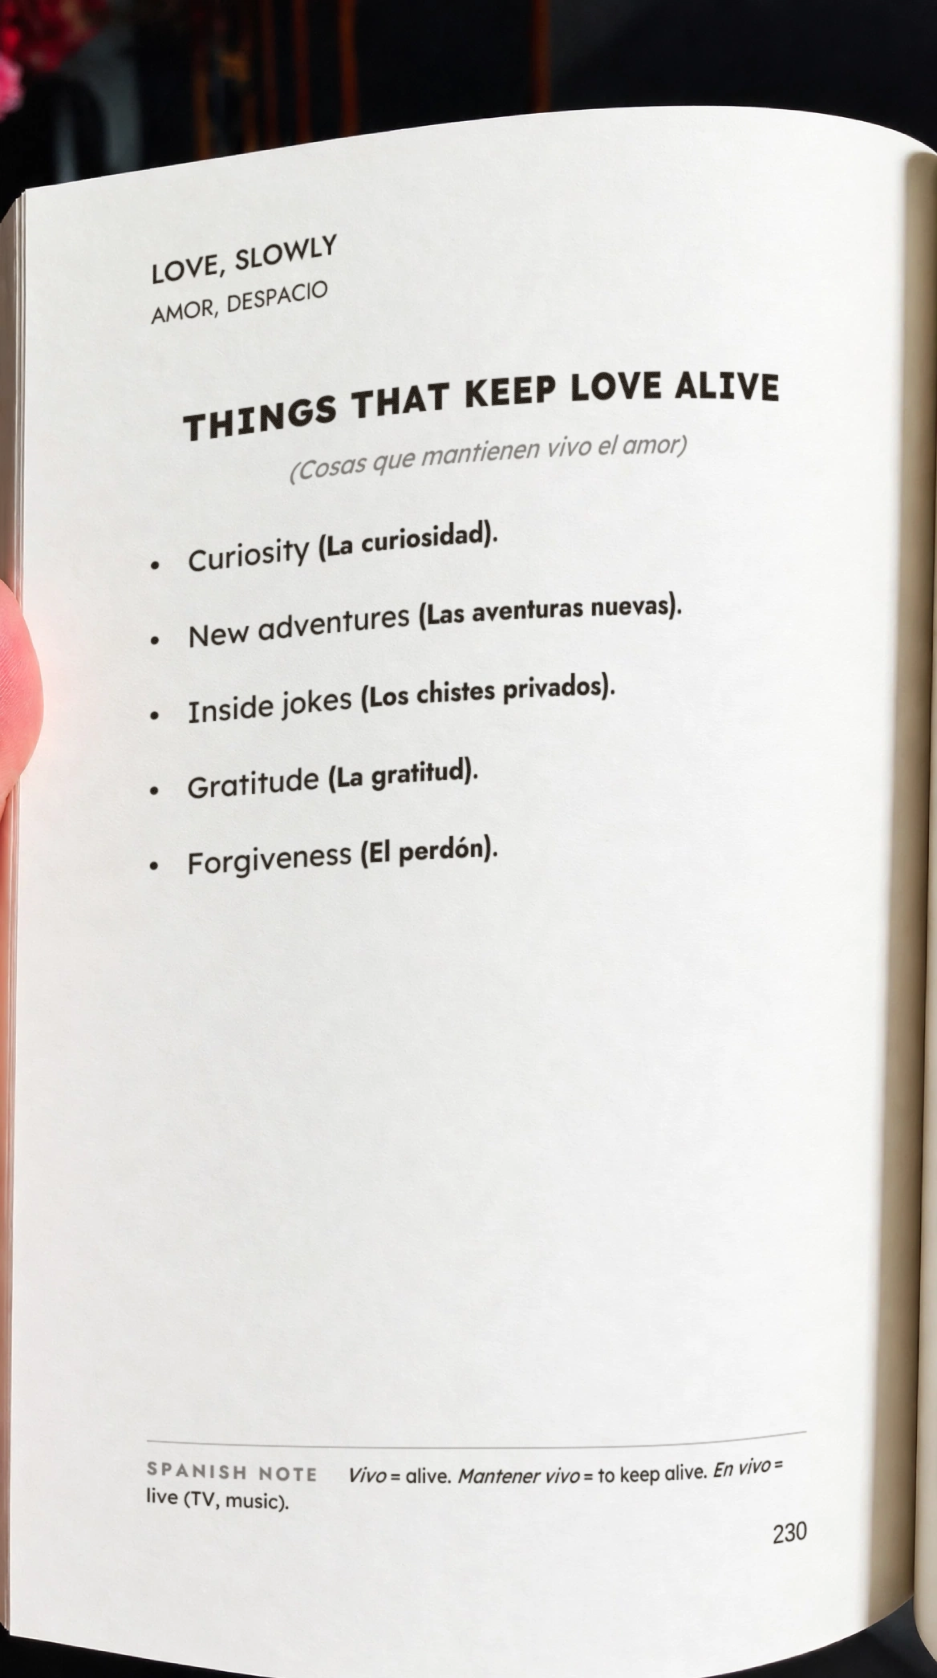 LOVE, SLOWLY
AMOR, DESPACIO
THINGS THAT KEEP LOVE ALIVE
(Cosas que mantienen vivo el amor)
• Curiosity (La curiosidad).
• New adventures (Las aventuras nuevas).
• Inside jokes (Los chistes privados).
• Gratitude (La gratitud).
• Forgiveness (El perdón).
SPANISH NOTE Vivo = alive. Mantener vivo = to keep alive. En vivo =
live (TV, music).
230